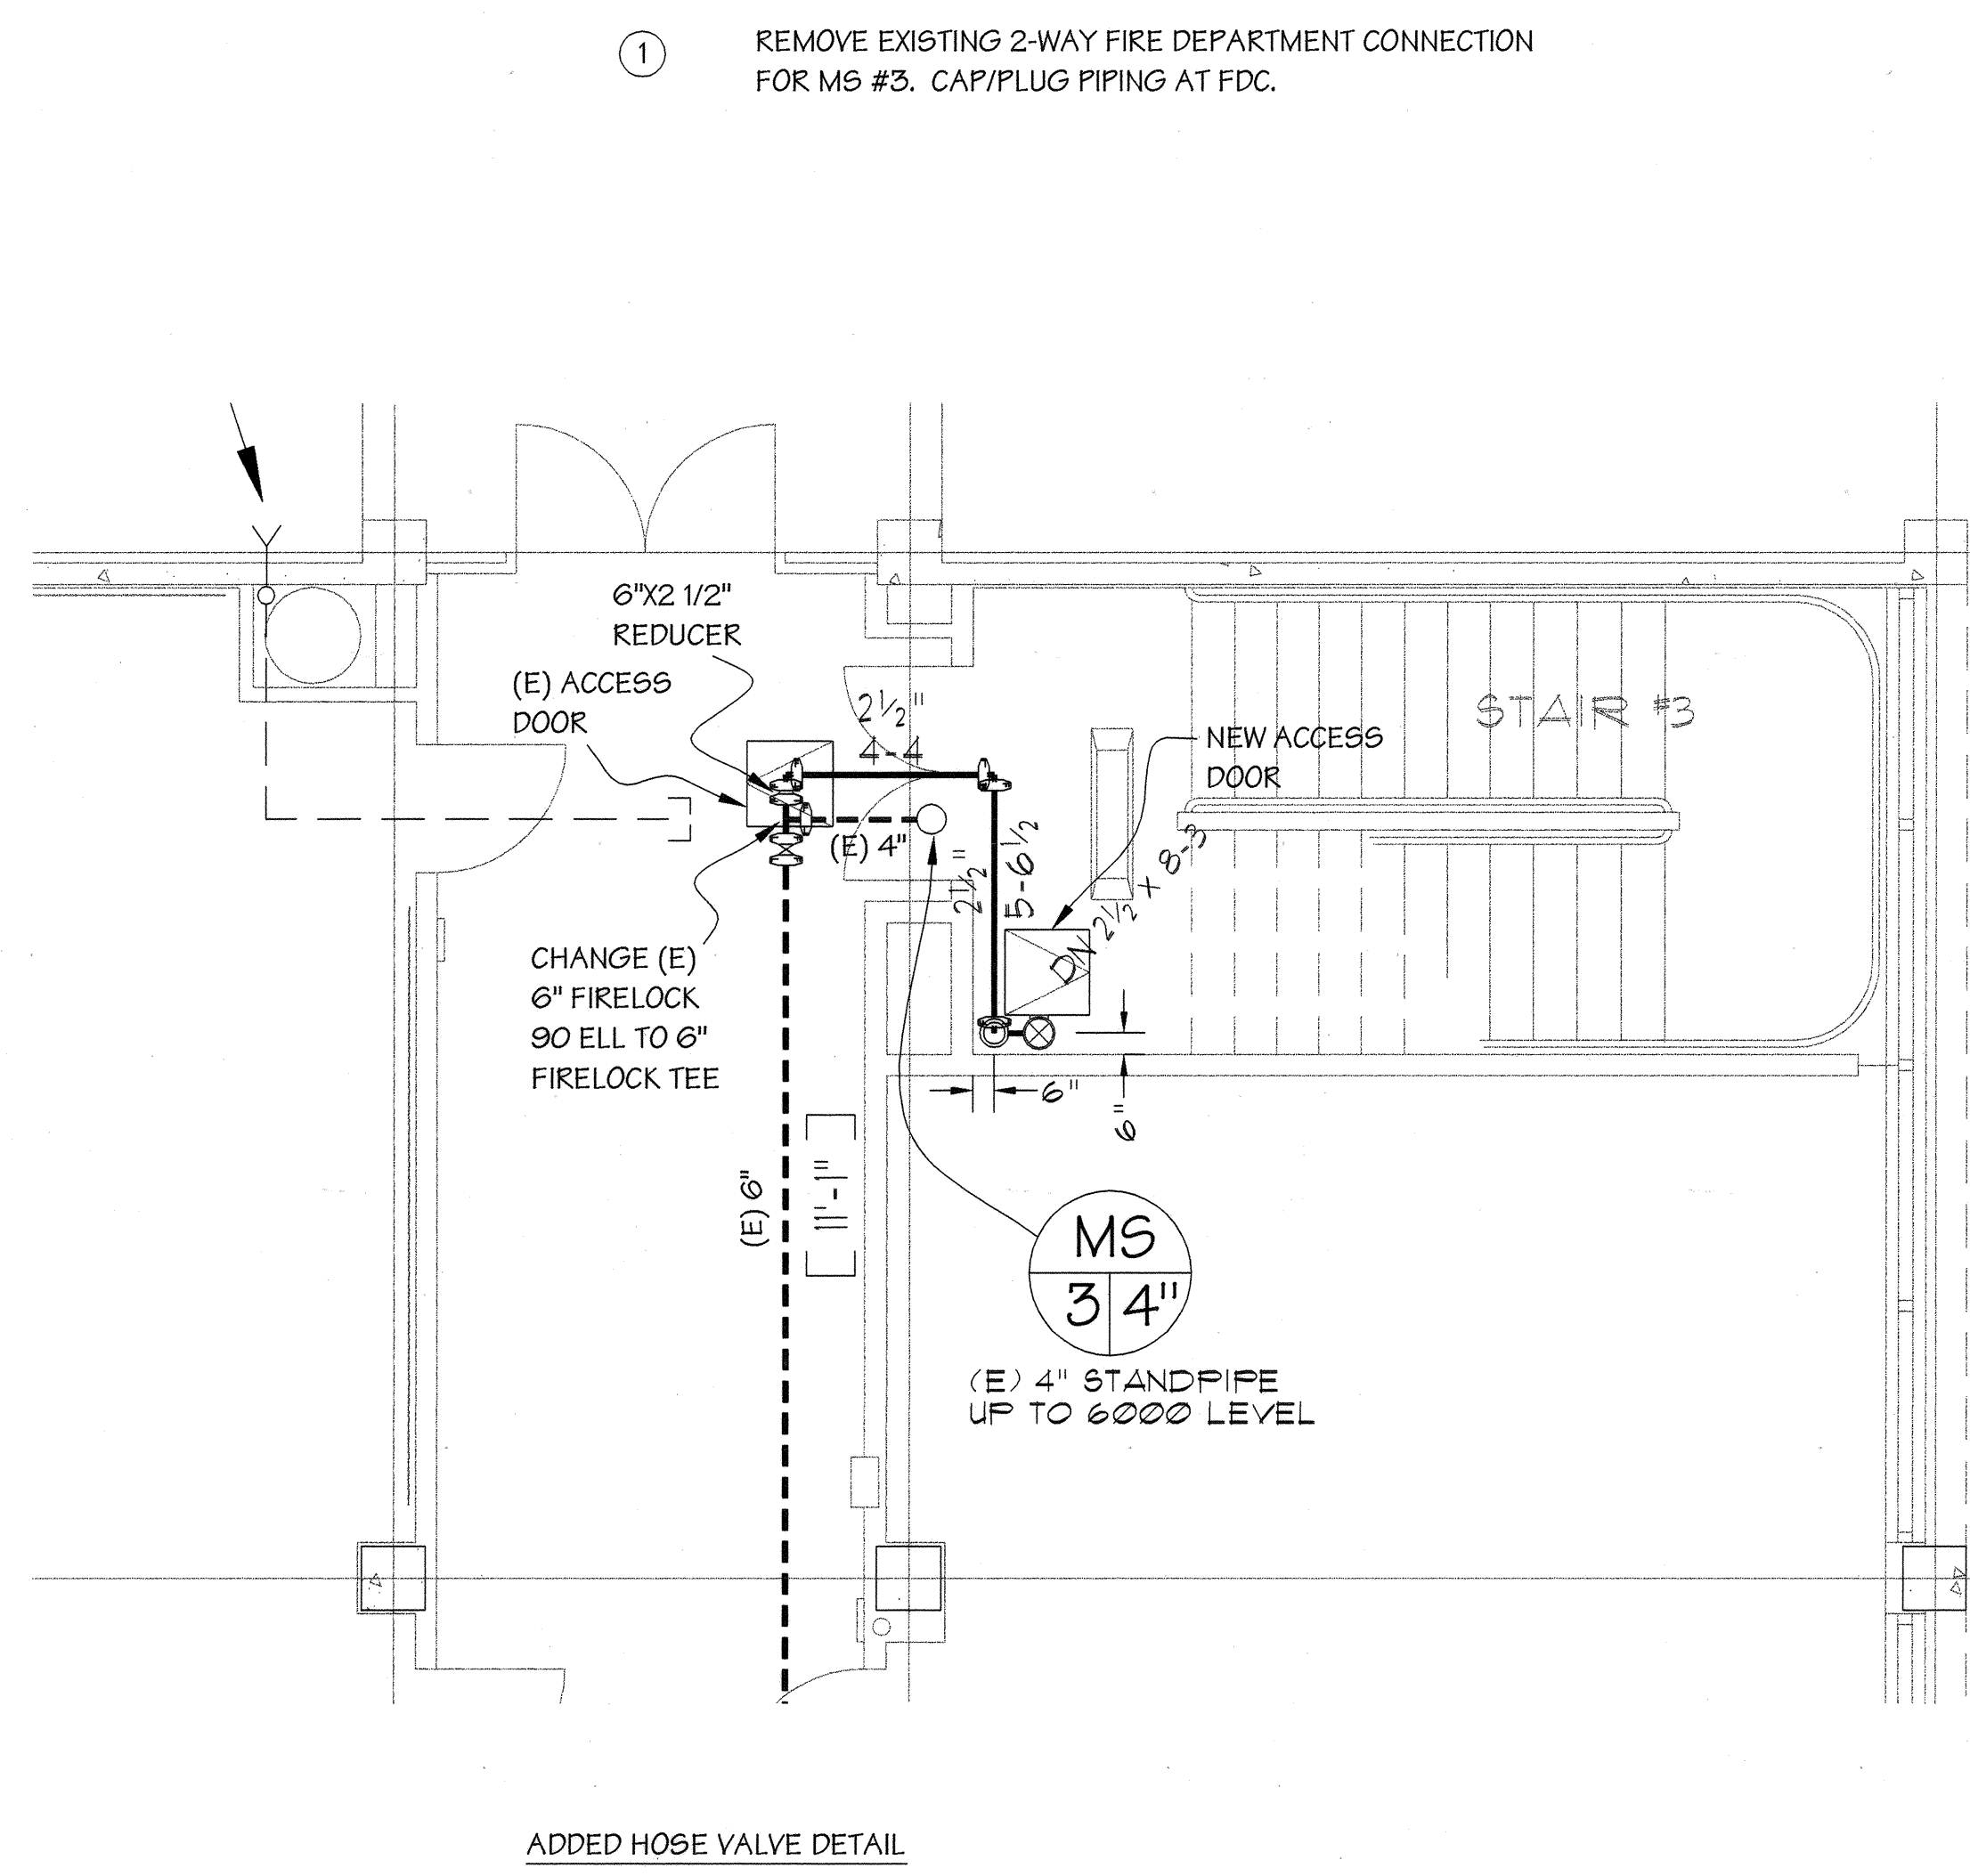 1
REMOVE EXISTING 2-WAY FIRE DEPARTMENT CONNECTION
FOR MS #3. CAP/PLUG PIPING AT FDC.
6"X2 1/2"
REDUCER
(E) ACCESS
DOOR
2½"
4-4
STAIR #3
NEW ACCESS
DOOR
(E) 4"
2½"
5-6½
DN 2½ X 8-3
CHANGE (E)
6" FIRELOCK
90 ELL TO 6"
FIRELOCK TEE
6"
6"
(E) 6"
11'-1"
MS
3
4"
(E) 4" STANDPIPE
UP TO 6000 LEVEL
ADDED HOSE VALVE DETAIL